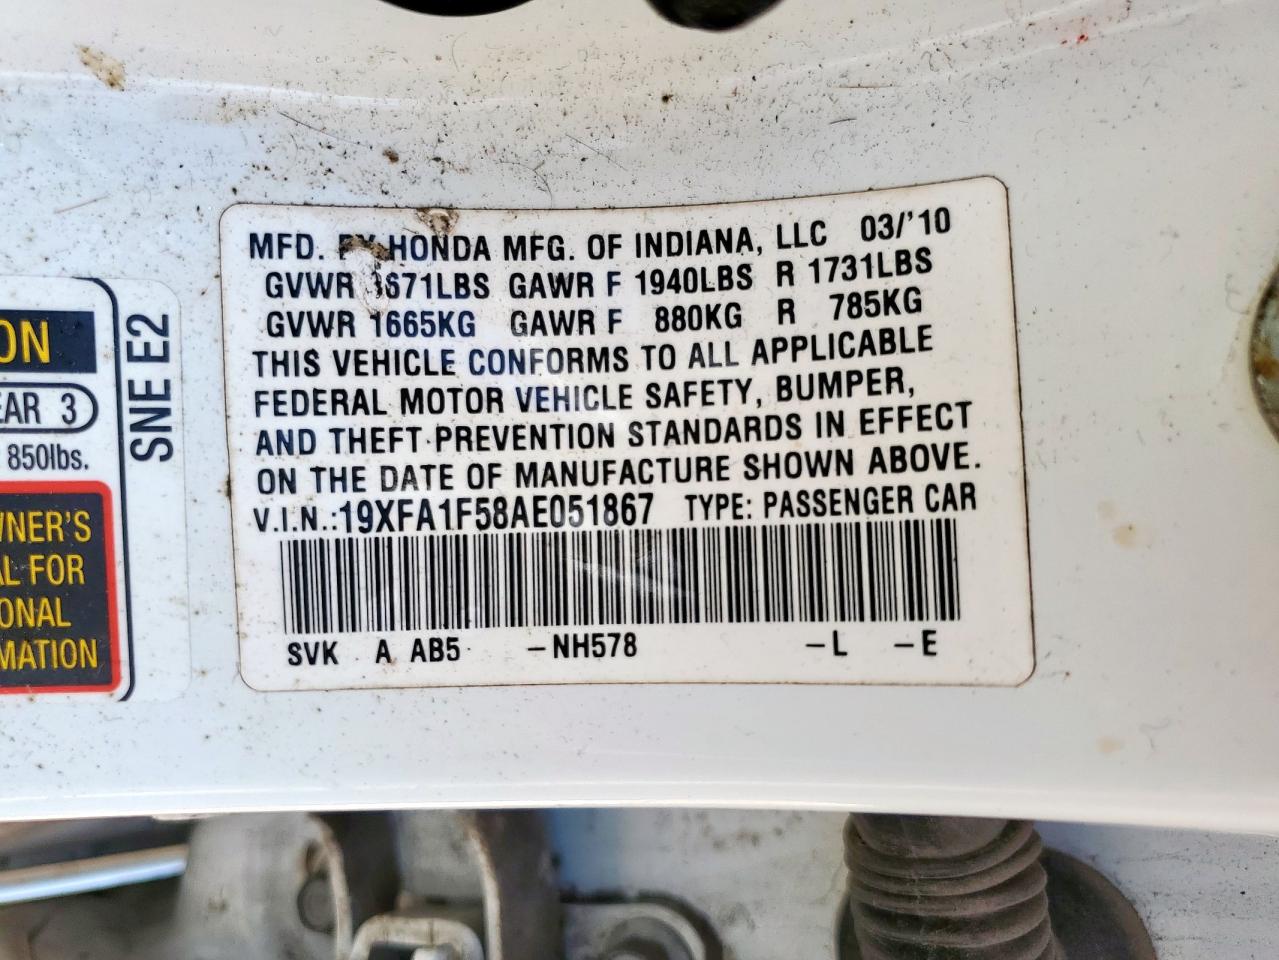 MFD. BY HONDA MFG. OF INDIANA, LLC 03/'10
GVWR 3671LBS GAWR F 1940LBS R 1731LBS
GVWR 1665KG GAWR F 880KG R 785KG
THIS VEHICLE CONFORMS TO ALL APPLICABLE
FEDERAL MOTOR VEHICLE SAFETY, BUMPER,
AND THEFT PREVENTION STANDARDS IN EFFECT
ON THE DATE OF MANUFACTURE SHOWN ABOVE.
V.I.N.:19XFA1F58AE051867 TYPE: PASSENGER CAR
SVK A AB5 -NH578 -L -E
ON
EAR 3
850lbs.
WNER'S
AL FOR
ONAL
MATION
SNE E2